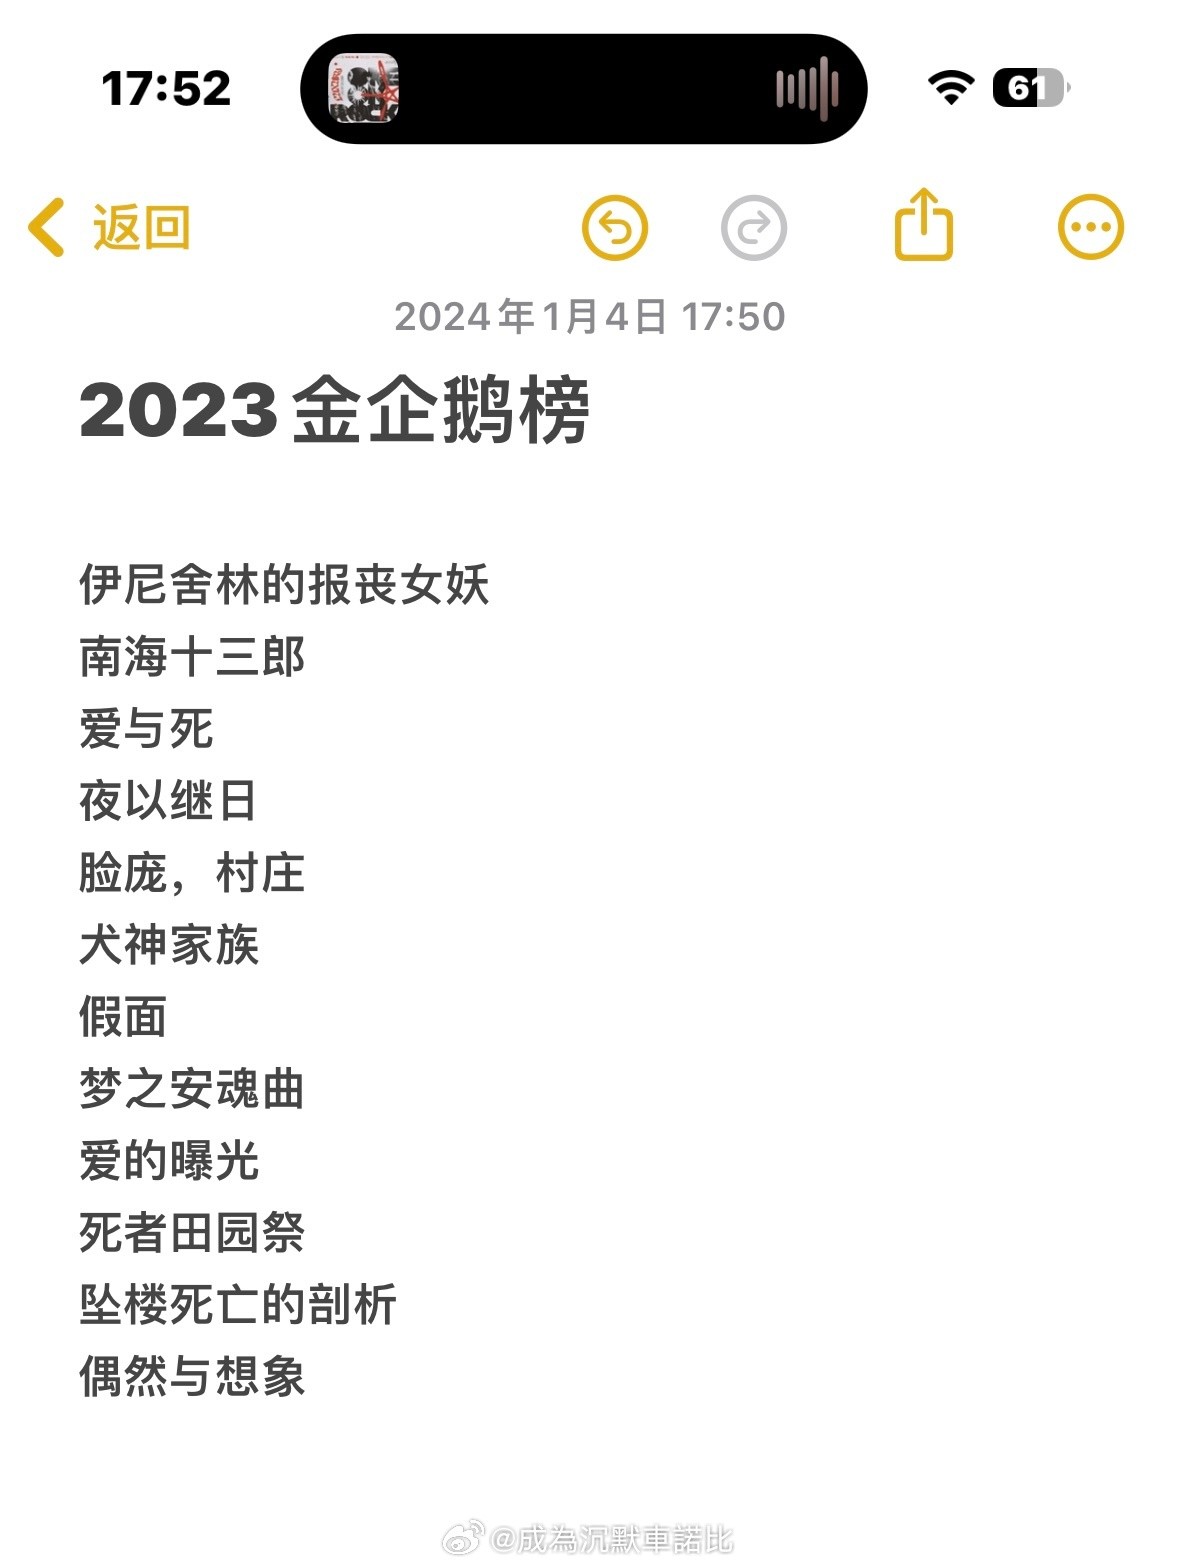 17:52
61
返回
2024年1月4日 17:50
2023金企鹅榜
伊尼舍林的报丧女妖
南海十三郎
爱与死
夜以继日
脸庞，村庄
犬神家族
假面
梦之安魂曲
爱的曝光
死者田园祭
坠楼死亡的剖析
偶然与想象
@成為沉默車諾比